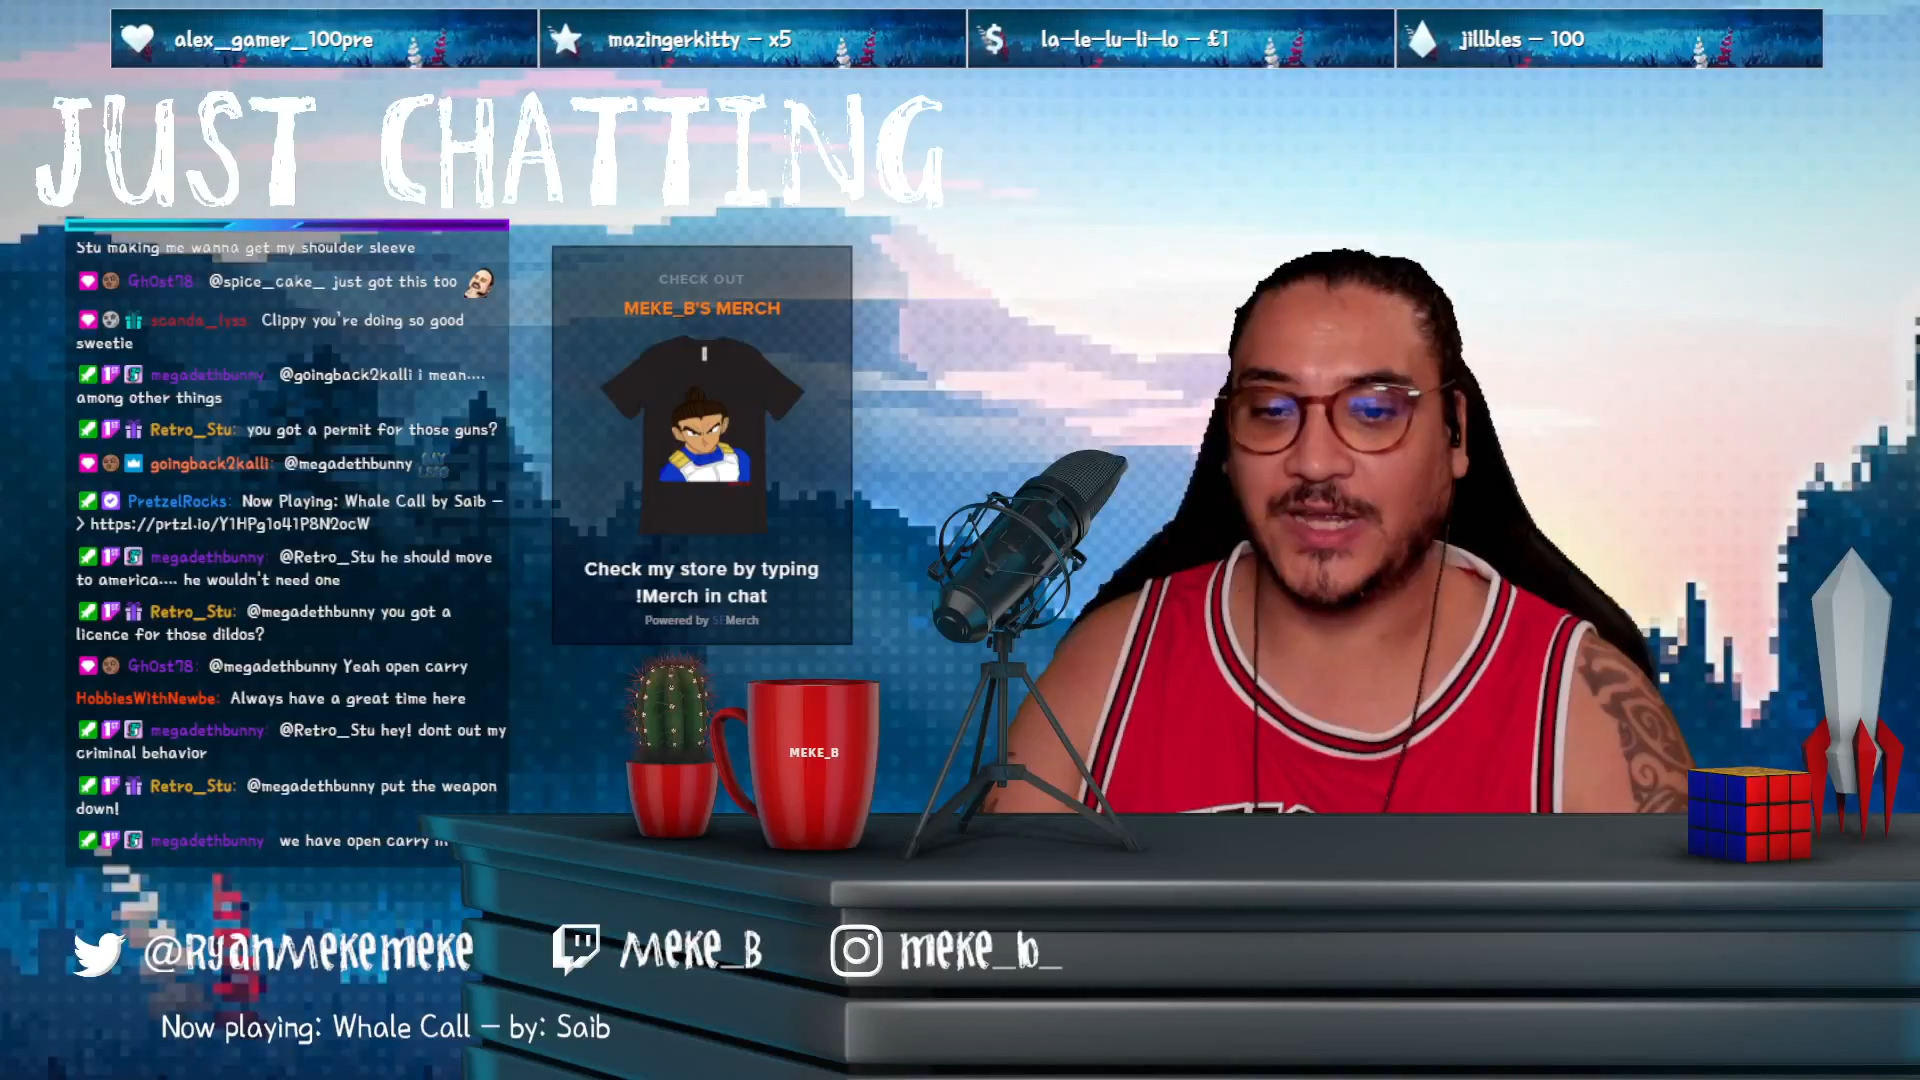 alex_gamer_100pre
mazingerkitty – x5
la-le-lu-li-lo – £1
jillbles – 100
JUST CHATTING
Stu making me wanna get my shoulder sleeve
Gh0st78: @spice_cake_ just got this too
scanda_lyss: Clippy you're doing so good
sweetie
megadethbunny: @goingback2kalli i mean....
among other things
Retro_Stu: you got a permit for those guns?
goingback2kalli: @megadethbunny
PretzelRocks: Now Playing: Whale Call by Saib –
> https://prtzl.io/Y1HPg1o41P8N2ocW
megadethbunny: @Retro_Stu he should move
to america.... he wouldn't need one
Retro_Stu: @megadethbunny you got a
licence for those dildos?
Gh0st78: @megadethbunny Yeah open carry
HobbiesWithNewbe: Always have a great time here
megadethbunny: @Retro_Stu hey! dont out my
criminal behavior
Retro_Stu: @megadethbunny put the weapon
down!
megadethbunny: we have open carry
CHECK OUT
MEKE_B'S MERCH
Check my store by typing
!Merch in chat
Powered by SEMerch
MEKE_B
@RyanMekemeke
Meke_B
meke_b_
Now playing: Whale Call – by: Saib